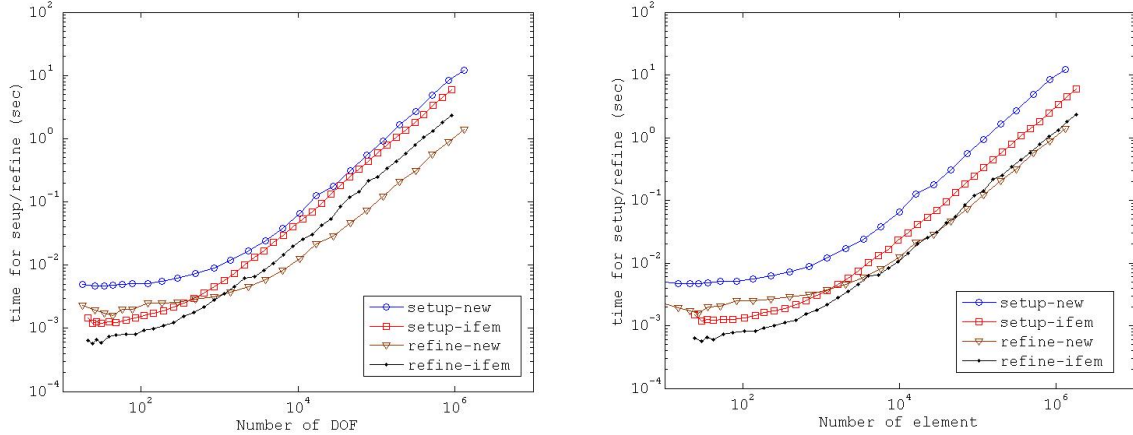 time for seup/refine (sec)
10^2
10^1
10^0
10^-1
10^-2
10^-3
10^-4
10^2
10^4
10^6
Number of DOF
setup-new
setup-ifem
refine-new
refine-ifem
time for setup/refine (sec)
10^2
10^1
10^0
10^-1
10^-2
10^-3
10^-4
10^2
10^4
10^6
Number of element
setup-new
setup-ifem
refine-new
refine-ifem